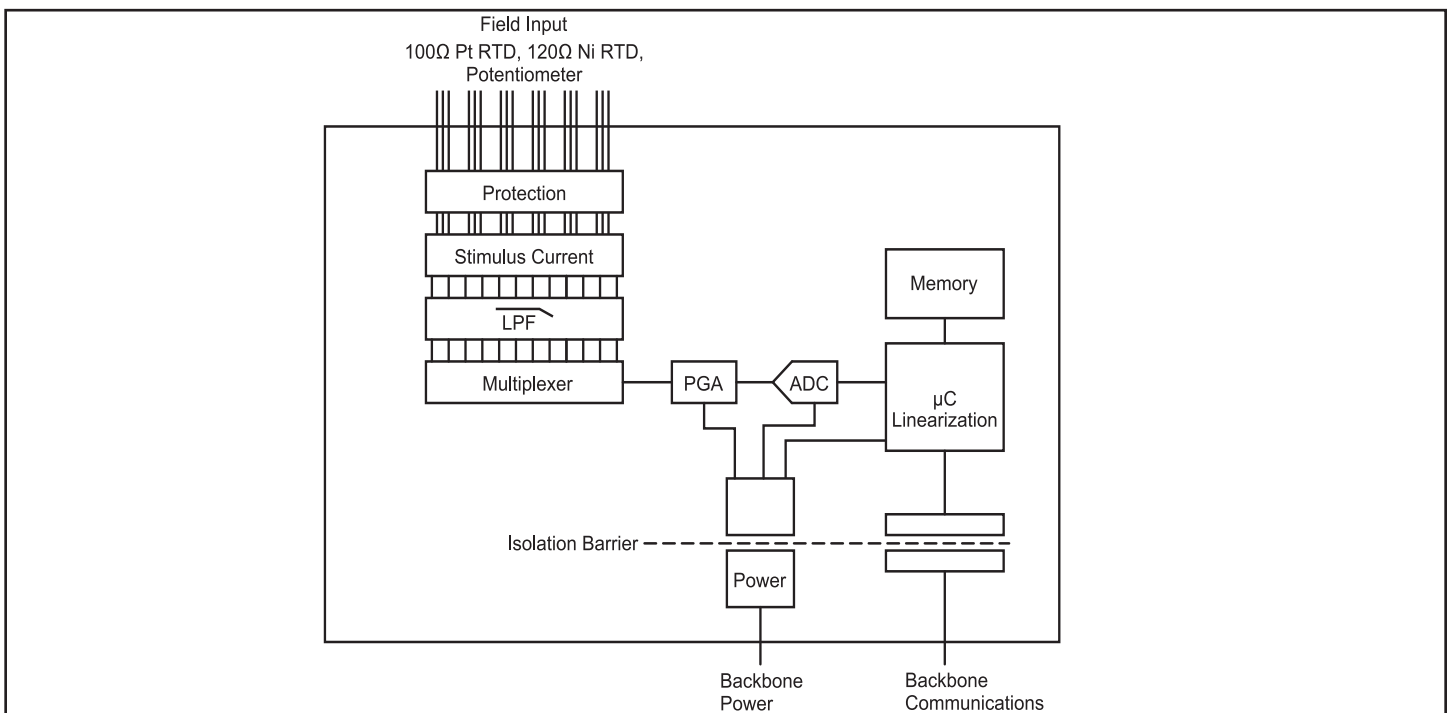 Field Input
100Ω Pt RTD, 120Ω Ni RTD,
Potentiometer
Protection
Stimulus Current
LPF
Multiplexer
PGA
ADC
Memory
µC
Linearization
Isolation Barrier
Power
Backbone
Power
Backbone
Communications